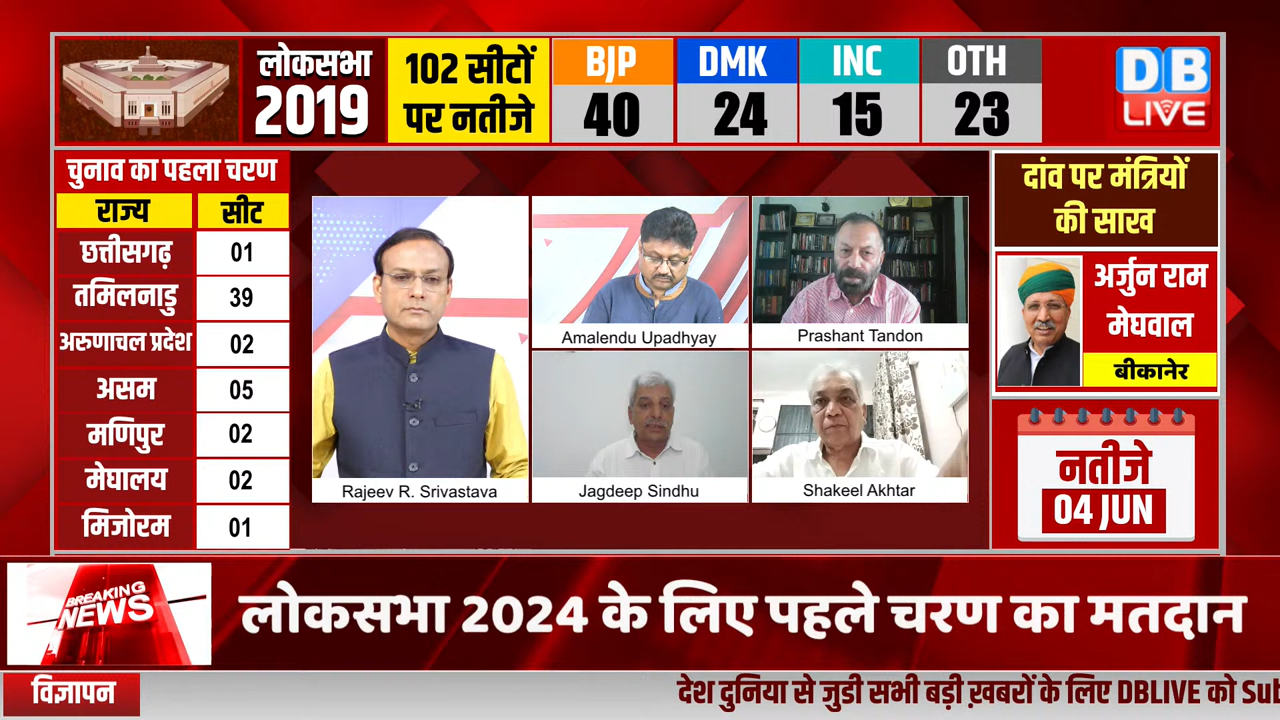 लोकसभा
2019
102 सीटों
पर नतीजे
BJP
40
DMK
24
INC
15
OTH
23
DB
LIVE
चुनाव का पहला चरण
राज्य सीट
छत्तीसगढ़ 01
तमिलनाडु 39
अरुणाचल प्रदेश 02
असम 05
मणिपुर 02
मेघालय 02
मिजोरम 01
Rajeev R. Srivastava
Amalendu Upadhyay
Prashant Tandon
Jagdeep Sindhu
Shakeel Akhtar
दांव पर मंत्रियों
की साख
अर्जुन राम
मेघवाल
बीकानेर
नतीजे
04 JUN
BREAKING
NEWS
लोकसभा 2024 के लिए पहले चरण का मतदान
विज्ञापन
देश दुनिया से जुडी सभी बड़ी ख़बरों के लिए DBLIVE को Sub